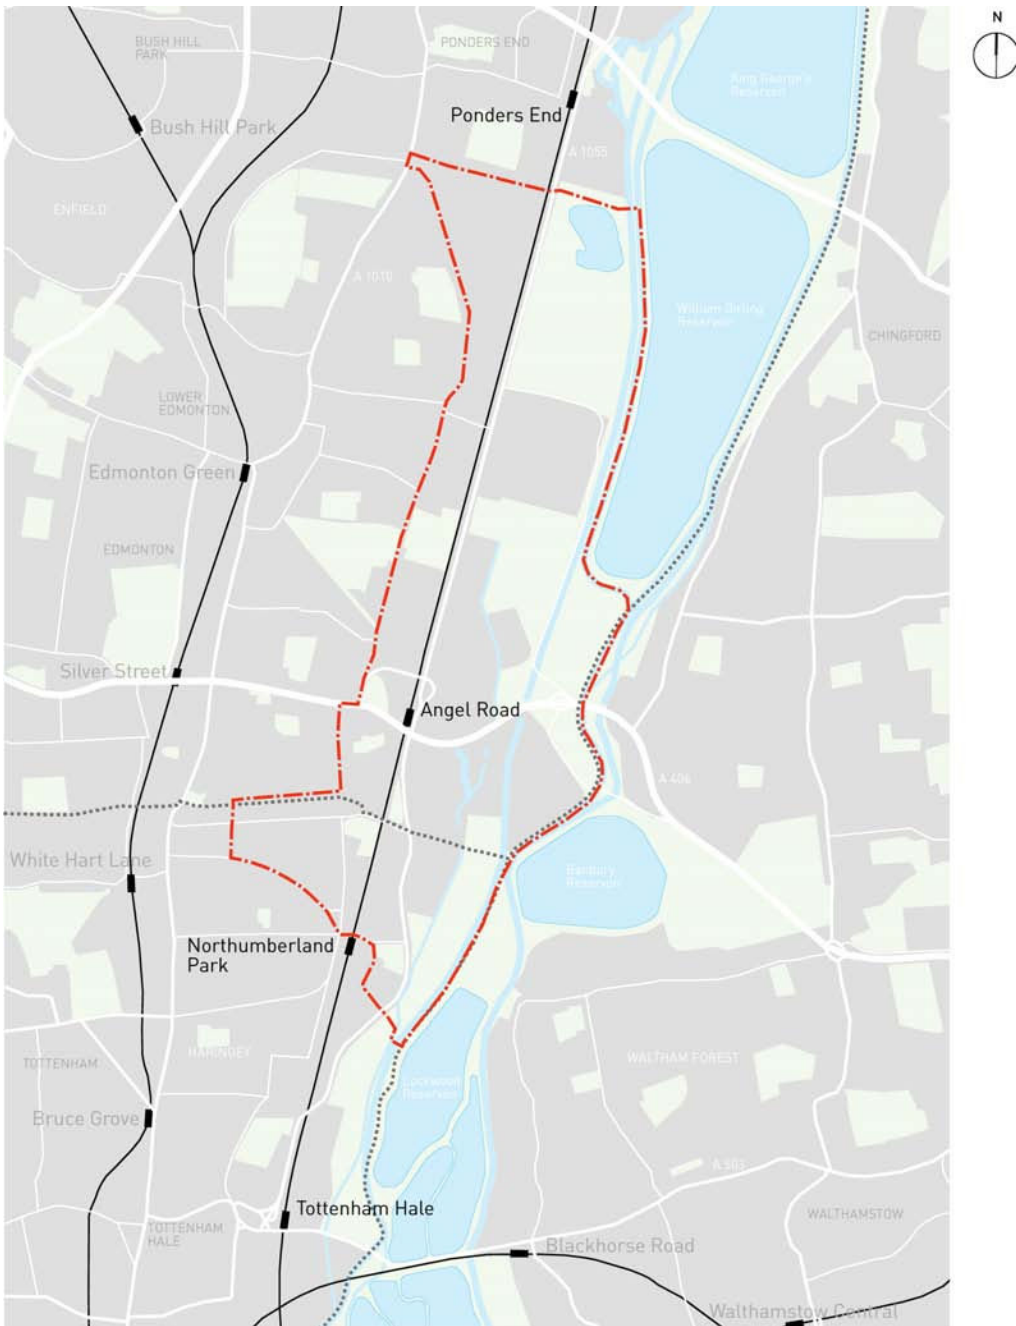 N
BUSH HILL
PARK
PONDERS END
King George's
Reservoir
Ponders End
Bush Hill Park
A 1055
ENFIELD
A 1010
William Girling
Reservoir
CHINGFORD
LOWER
EDMONTON
Edmonton Green
EDMONTON
Silver Street
Angel Road
A 406
White Hart Lane
Banbury
Reservoir
Northumberland
Park
HARINGEY
TOTTENHAM
WALTHAM FOREST
Lockwood
Reservoir
Bruce Grove
A 503
Tottenham Hale
WALTHAMSTOW
TOTTENHAM
HALE
Blackhorse Road
Walthamstow Central